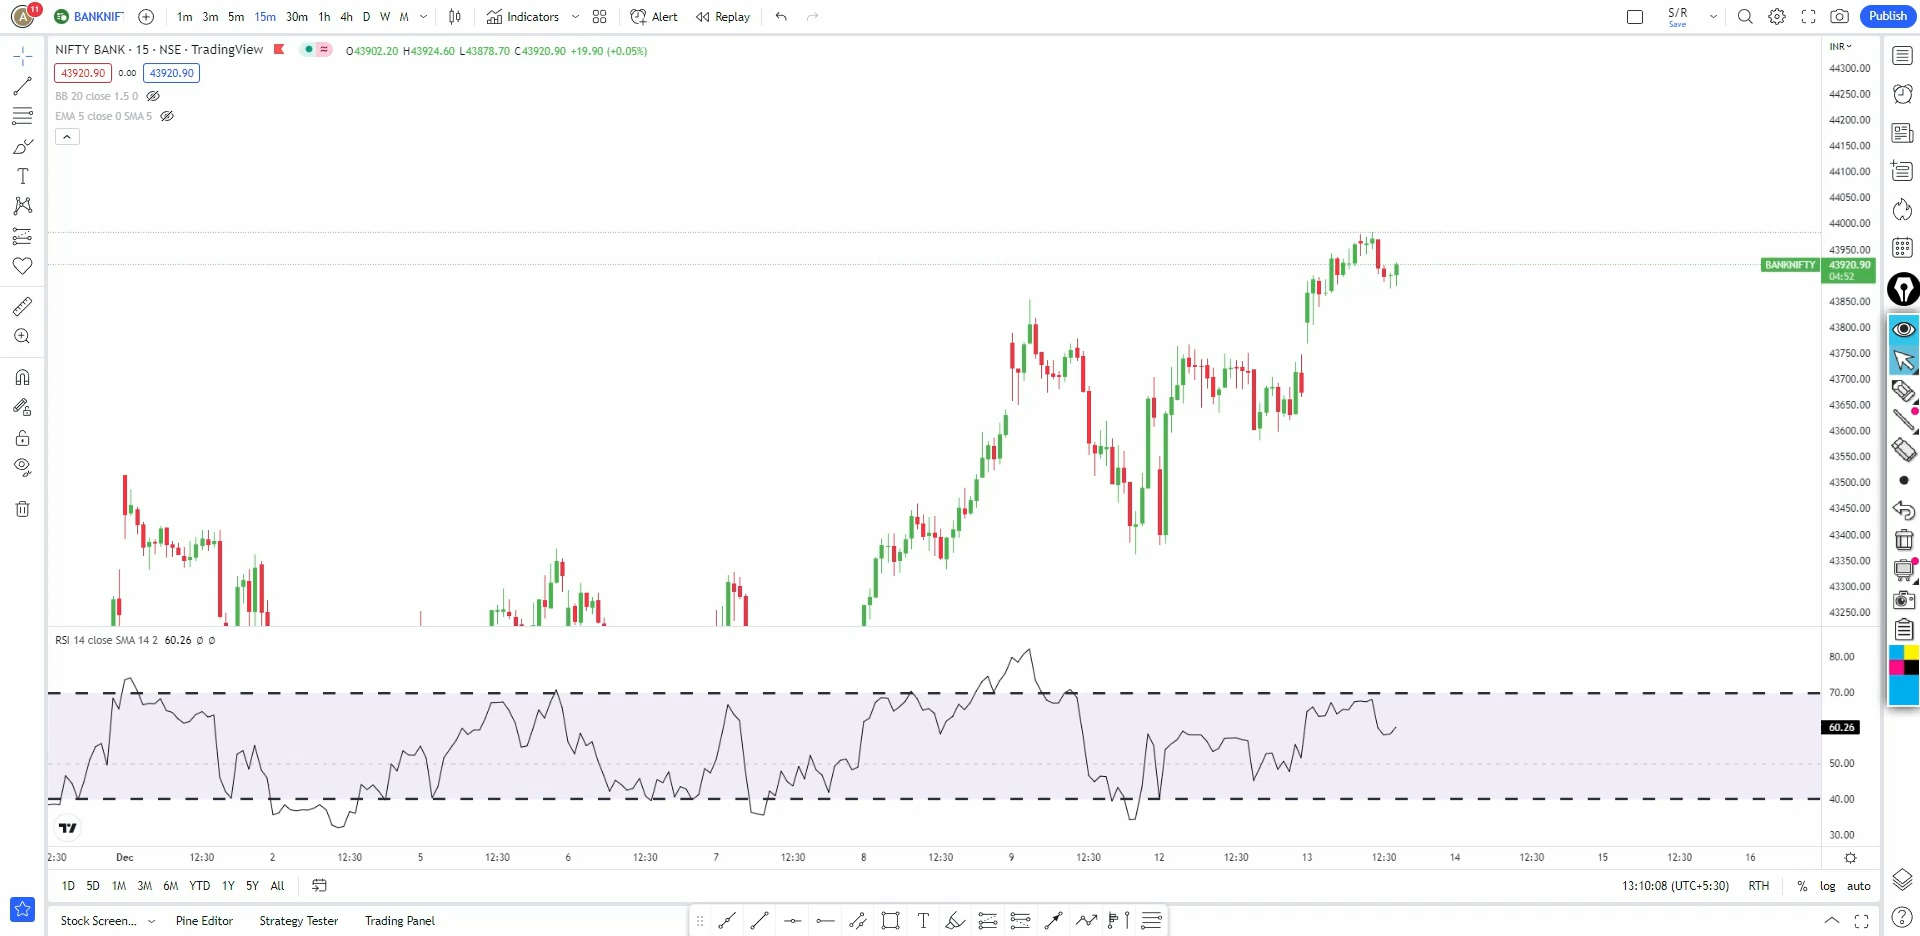 A 11 BANKNIF 1m 3m 5m 15m 30m 1h 4h D W M Indicators Alert Replay S/R Save Publish
NIFTY BANK · 15 · NSE · TradingView O43902.20 H43924.60 L43878.70 C43920.90 +19.90 (+0.05%) INR
43920.90 0.00 43920.90
BB 20 close 1.5 0
EMA 5 close 0 SMA 5
44300.00
44250.00
44200.00
44150.00
44100.00
44050.00
44000.00
43950.00
BANKNIFTY 43920.90
04:52
43850.00
43800.00
43750.00
43700.00
43650.00
43600.00
43550.00
43500.00
43450.00
43400.00
43350.00
43300.00
43250.00
RSI 14 close SMA 14 2 60.26 Ø Ø
80.00
70.00
60.26
50.00
40.00
30.00
2:30 Dec 12:30 2 12:30 5 12:30 6 12:30 7 12:30 8 12:30 9 12:30 12 12:30 13 12:30 14 12:30 15 12:30 16
1D 5D 1M 3M 6M YTD 1Y 5Y All 13:10:08 (UTC+5:30) RTH % log auto
Stock Screen... Pine Editor Strategy Tester Trading Panel